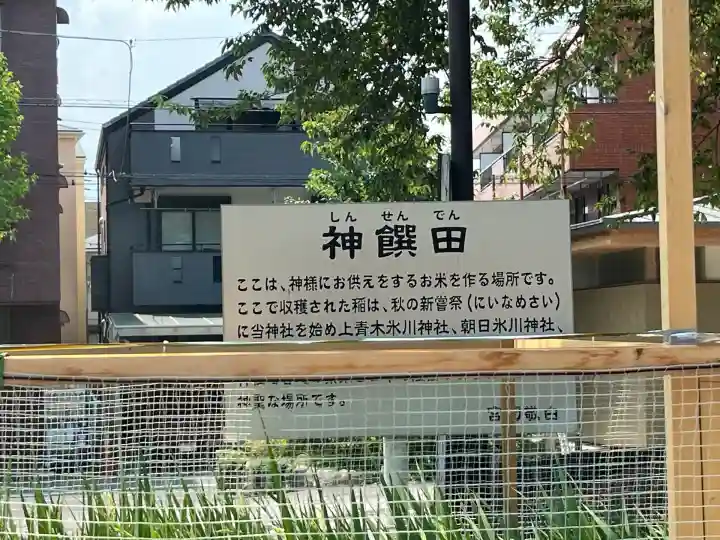 しんせんでん
神饌田
ここは、神様にお供えをするお米を作る場所です。
ここで収穫された稲は、秋の新嘗祭(にいなめさい)
に当神社を始め上青木氷川神社、朝日氷川神社、
神聖な場所です。